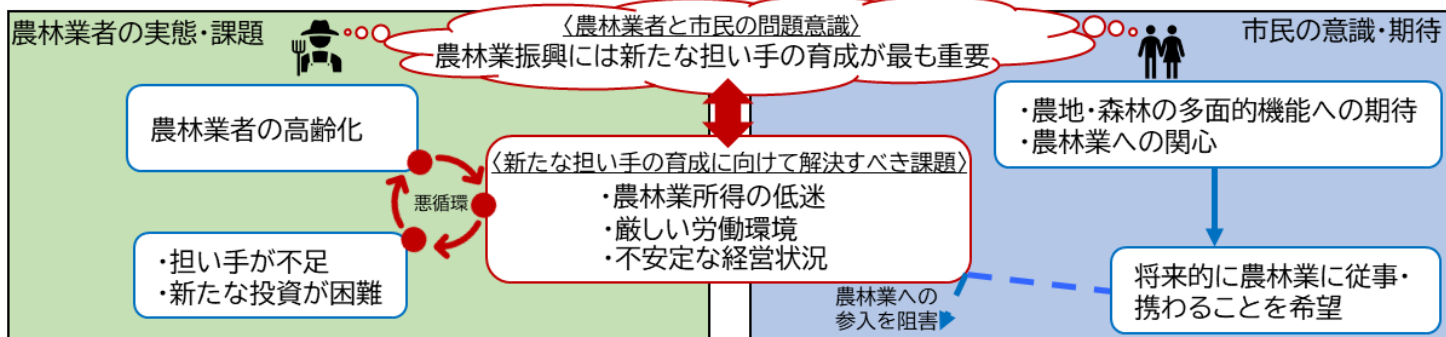 農林業者の実態・課題
〈農林業者と市民の問題意識〉
農林業振興には新たな担い手の育成が最も重要
市民の意識・期待
農林業者の高齢化
悪循環
・担い手が不足
・新たな投資が困難
〈新たな担い手の育成に向けて解決すべき課題〉
・農林業所得の低迷
・厳しい労働環境
・不安定な経営状況
・農地・森林の多面的機能への期待
・農林業への関心
農林業への
参入を阻害
将来的に農林業に従事・
携わることを希望